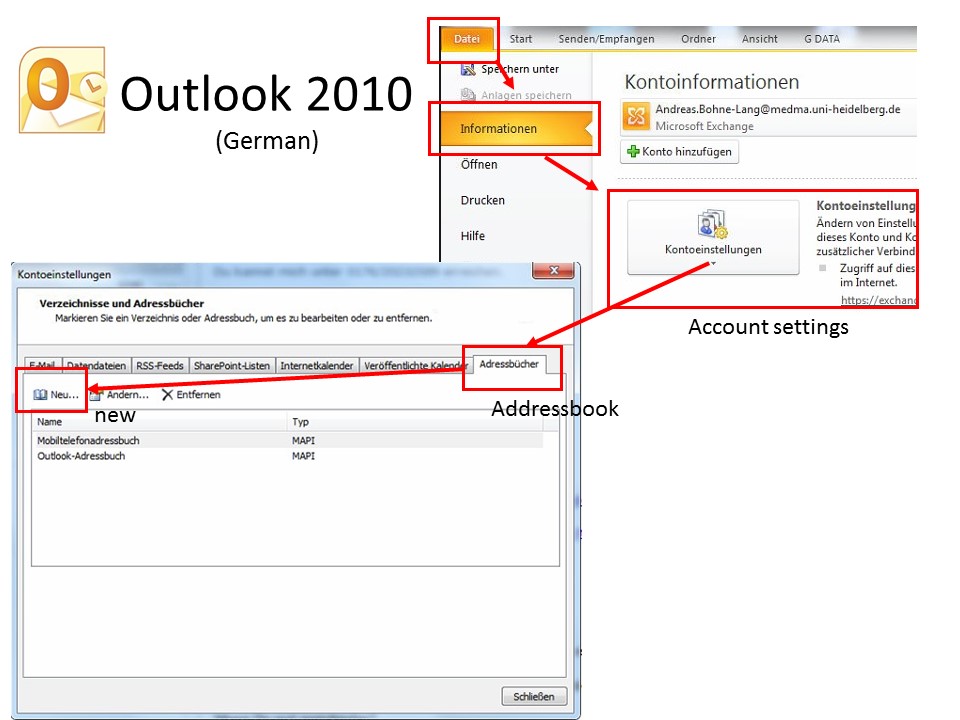 Outlook 2010
(German)
Datei Start Senden/Empfangen Ordner Ansicht G DATA
Speichern unter
Anlagen speichern
Informationen
Öffnen
Drucken
Hilfe
Kontoinformationen
Andreas.Bohne-Lang@medma.uni-heidelberg.de
Microsoft Exchange
Konto hinzufügen
Kontoeinstellungen
Kontoeinstellung
Ändern von Einstellu
dieses Konto und Ko
zusätzlicher Verbind
Zugriff auf dies
im Internet.
https://exchan
Account settings
Kontoeinstellungen
Verzeichnisse und Adressbücher
Markieren Sie ein Verzeichnis oder Adressbuch, um es zu bearbeiten oder zu entfernen.
E-Mail Datendateien RSS-Feeds SharePoint-Listen Internetkalender Veröffentlichte Kalender Adressbücher
Neu... Ändern... Entfernen
new
Addressbook
Name Typ
Mobiltelefonadressbuch MAPI
Outlook-Adressbuch MAPI
Schließen